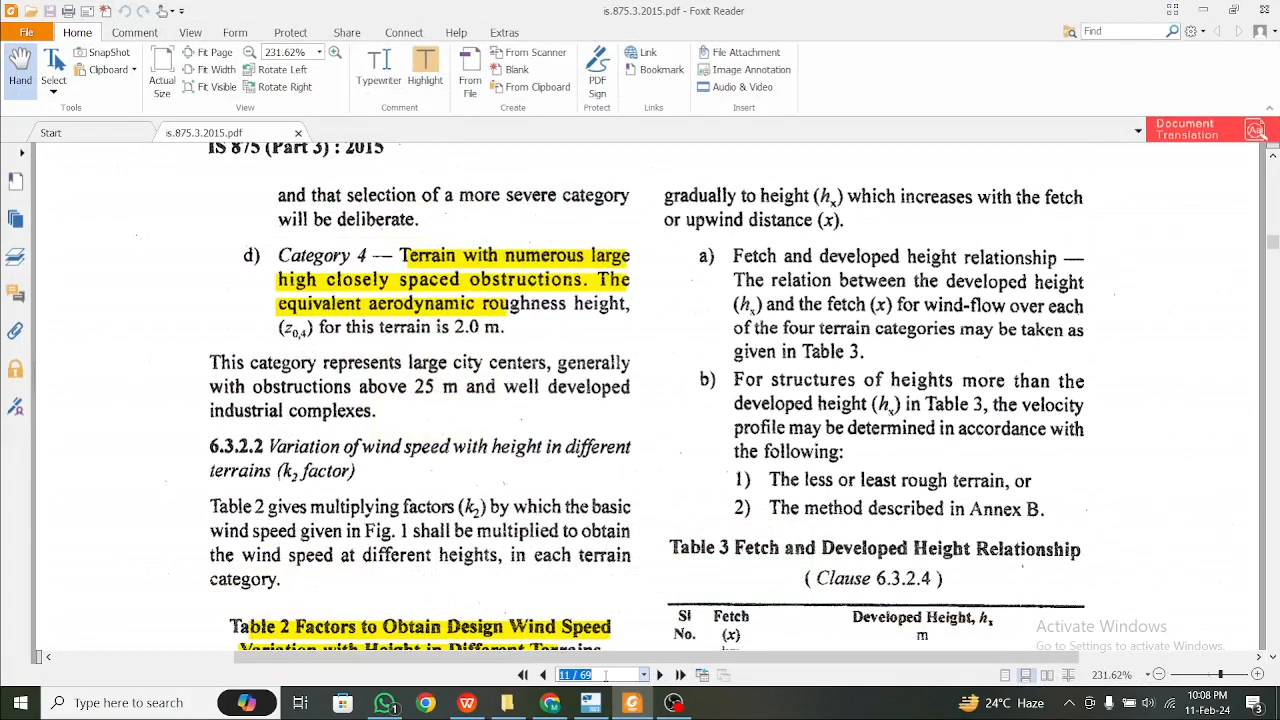 is.875.3.2015.pdf - Foxit Reader
File
Home
Comment
View
Form
Protect
Share
Connect
Help
Extras
Find
Hand
Select
SnapShot
Clipboard
Tools
Actual
Size
Fit Page
Fit Width
Fit Visible
231.62%
Rotate Left
Rotate Right
View
Typewriter
Highlight
Comment
From
File
From Scanner
Blank
From Clipboard
Create
PDF
Sign
Protect
Link
Bookmark
Links
File Attachment
Image Annotation
Audio & Video
Insert
Start
is.875.3.2015.pdf
Document
Translation
IS 875 (Part 3) : 2015
and that selection of a more severe category
will be deliberate.
d) Category 4 — Terrain with numerous large
high closely spaced obstructions. The
equivalent aerodynamic roughness height,
(z0,4) for this terrain is 2.0 m.
This category represents large city centers, generally
with obstructions above 25 m and well developed
industrial complexes.
6.3.2.2 Variation of wind speed with height in different
terrains (k2 factor)
Table 2 gives multiplying factors (k2) by which the basic
wind speed given in Fig. 1 shall be multiplied to obtain
the wind speed at different heights, in each terrain
category.
Table 2 Factors to Obtain Design Wind Speed
Variation with Height in Different Terrains
gradually to height (hx) which increases with the fetch
or upwind distance (x).
a) Fetch and developed height relationship —
The relation between the developed height
(hx) and the fetch (x) for wind-flow over each
of the four terrain categories may be taken as
given in Table 3.
b) For structures of heights more than the
developed height (hx) in Table 3, the velocity
profile may be determined in accordance with
the following:
1) The less or least rough terrain, or
2) The method described in Annex B.
Table 3 Fetch and Developed Height Relationship
( Clause 6.3.2.4 )
Sl Fetch Developed Height, hx
No. (x) m
Activate Windows
Go to Settings to activate Windows.
11 / 69
231.62%
Type here to search
1
24°C Haze
10:08 PM
11-Feb-24